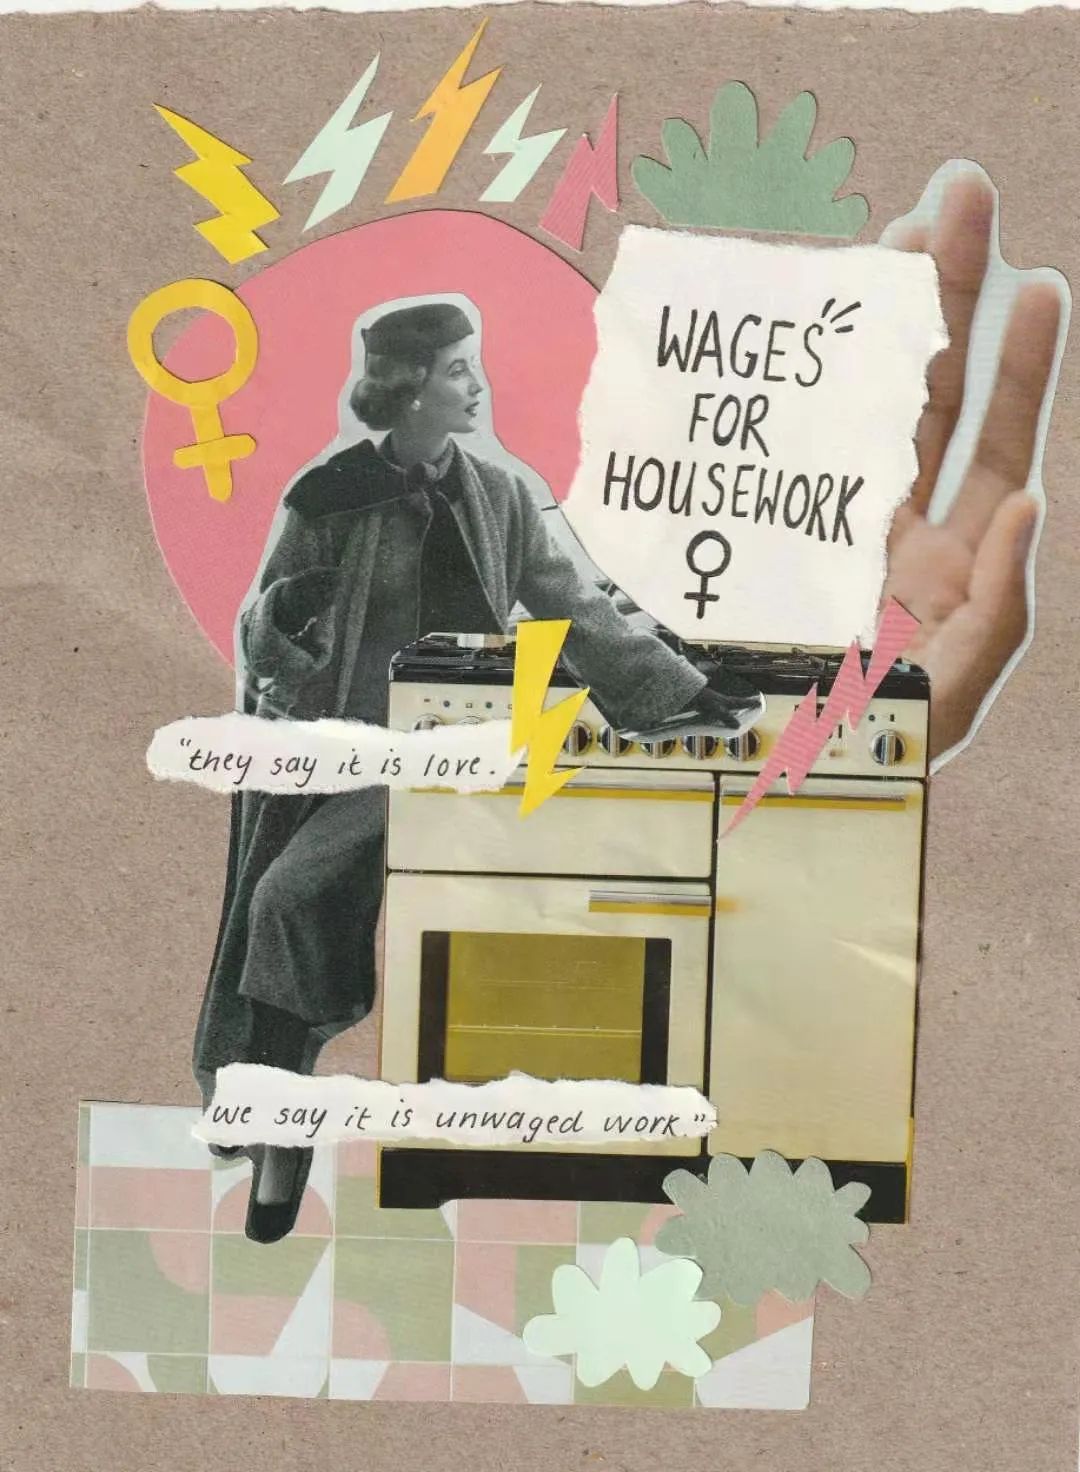 WAGES
FOR
HOUSEWORK
"they say it is love.
we say it is unwaged work."